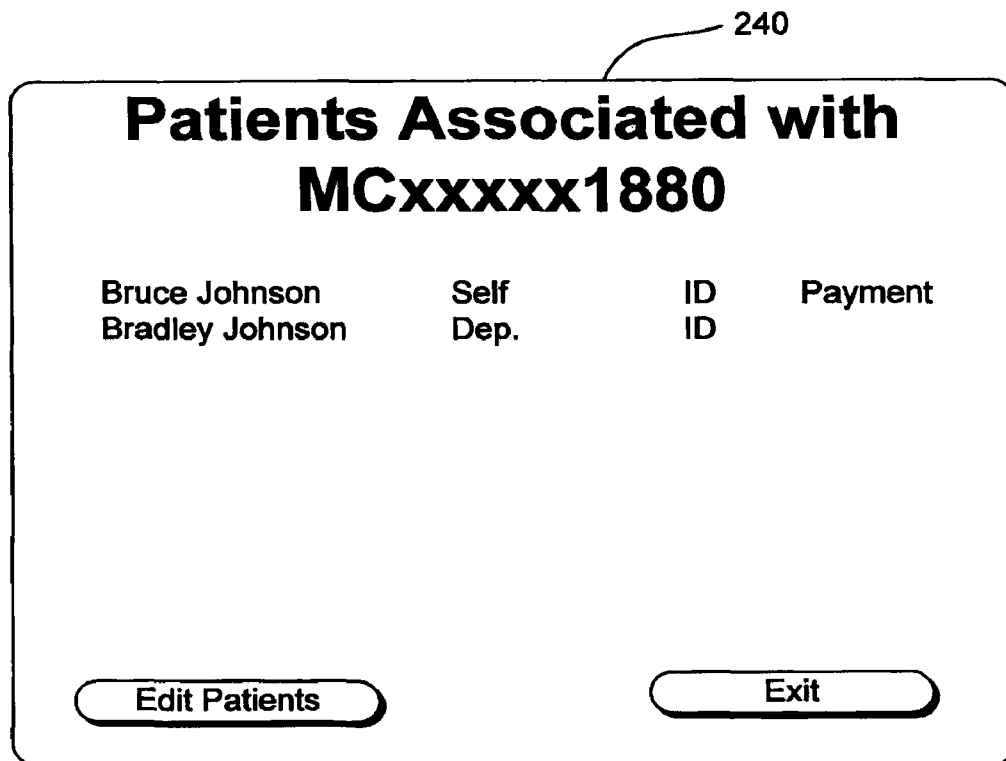 240
Patients Associated with
MCxxxxx1880
Bruce Johnson Self ID Payment
Bradley Johnson Dep. ID
Edit Patients Exit